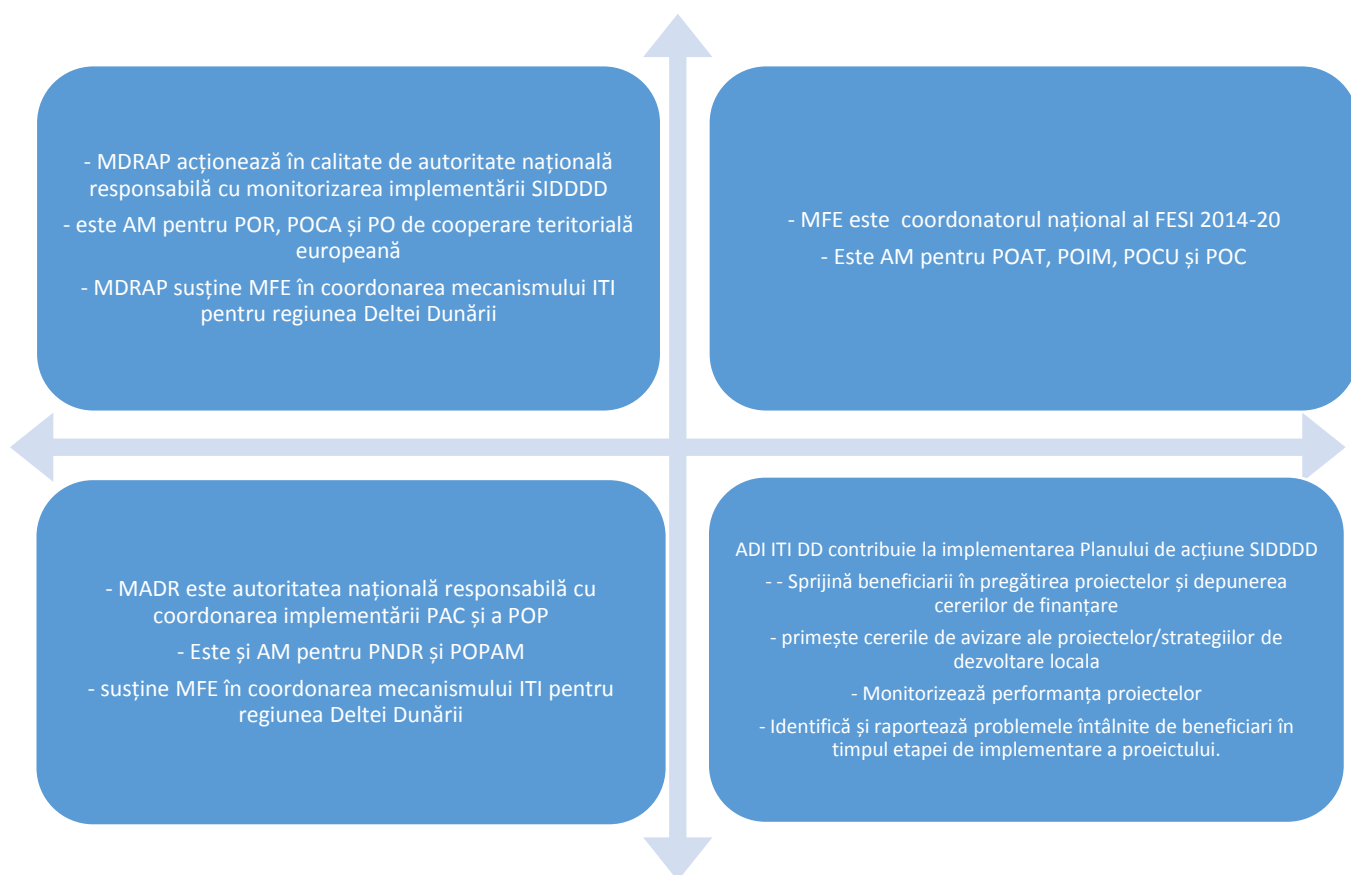 - MDRAP acționează în calitate de autoritate națională
responsabilă cu monitorizarea implementării SIDDDD
- este AM pentru POR, POCA și PO de cooperare teritorială
europeană
- MDRAP susține MFE în coordonarea mecanismului ITI
pentru regiunea Deltei Dunării
- MFE este coordonatorul național al FESI 2014-20
- Este AM pentru POAT, POIM, POCU și POC
- MADR este autoritatea națională responsabilă cu
coordonarea implementării PAC și a POP
- Este și AM pentru PNDR și POPAM
- susține MFE în coordonarea mecanismului ITI pentru
regiunea Deltei Dunării
ADI ITI DD contribuie la implementarea Planului de acțiune SIDDDD
- - Sprijină beneficiarii în pregătirea proiectelor și depunerea
cererilor de finanțare
- primește cererile de avizare ale proiectelor/strategiilor de
dezvoltare locala
- Monitorizează performanța proiectelor
- Identifică și raportează problemele întâlnite de beneficiari în
timpul etapei de implementare a proeictului.